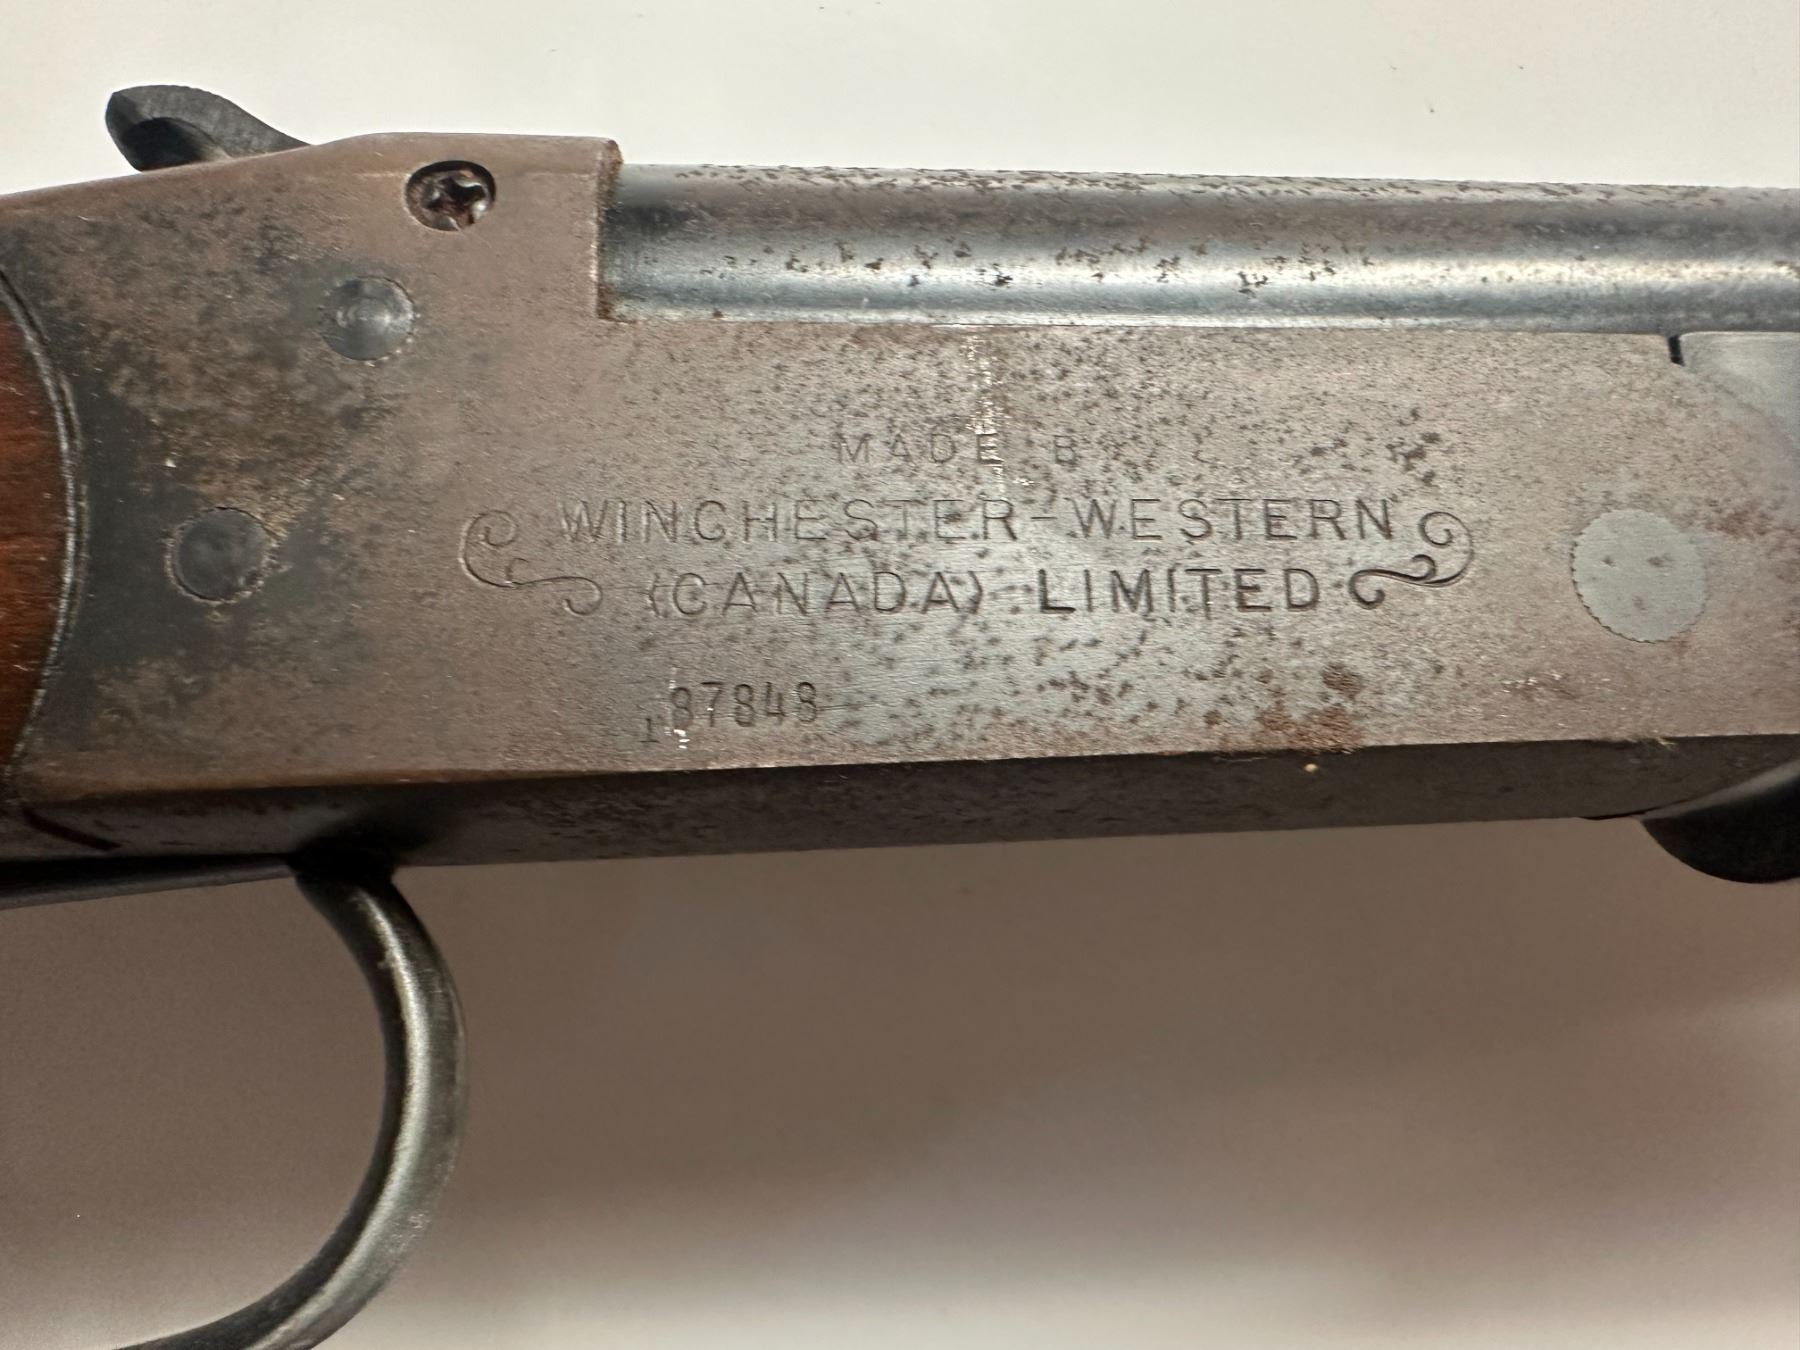 MADE BY
WINCHESTER-WESTERN
(CANADA) LIMITED
187848